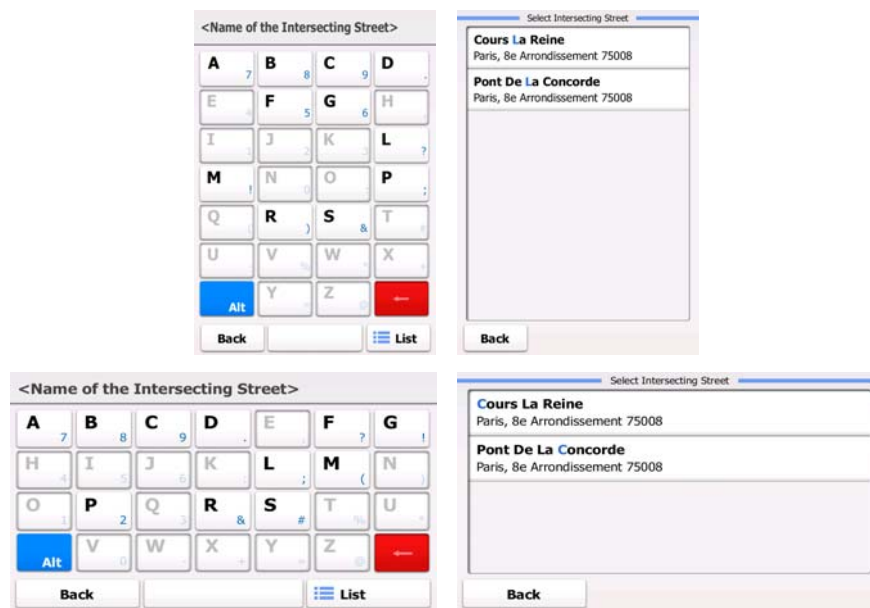 <Name of the Intersecting Street>
A 7 B 8 C 9 D .
E F 5 G 6 H
I 1 J 2 K 3 L ?
M ! N 0 O : P ;
Q ( R ) S & T #
U V % W * X +
Alt Y = Z @ ←
Back List
Select Intersecting Street
Cours La Reine
Paris, 8e Arrondissement 75008
Pont De La Concorde
Paris, 8e Arrondissement 75008
Back
<Name of the Intersecting Street>
A 7 B 8 C 9 D . E , F ? G !
H 4 I 5 J 6 K : L ; M ( N )
O 1 P 2 Q 3 R & S # T % U *
Alt V 0 W - X + Y = Z @ ←
Back List
Select Intersecting Street
Cours La Reine
Paris, 8e Arrondissement 75008
Pont De La Concorde
Paris, 8e Arrondissement 75008
Back